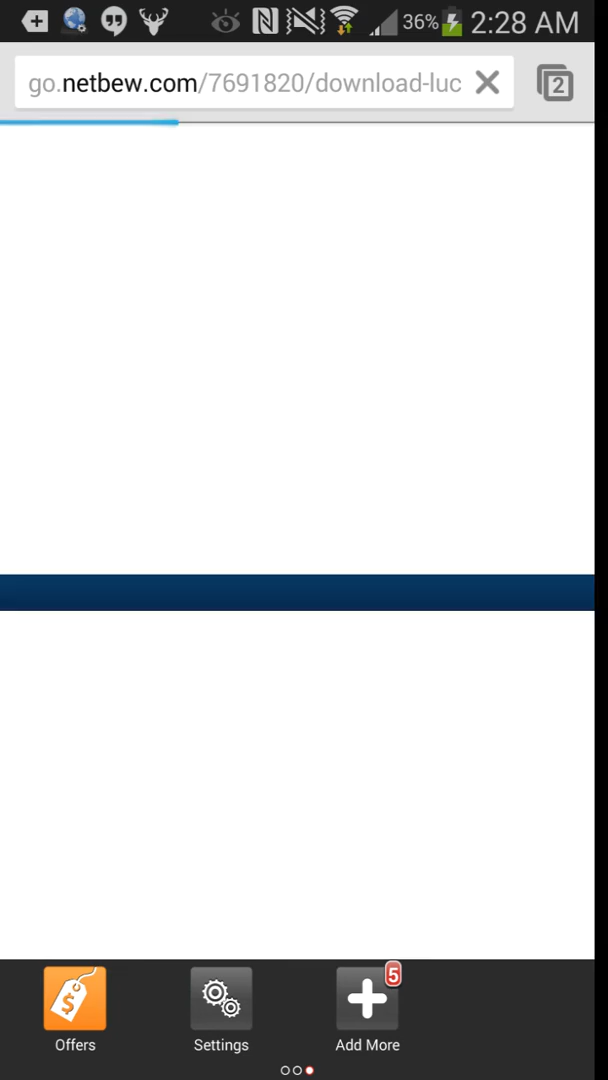 36% 2:28 AM
go.netbew.com/7691820/download-luc
2
$
5
Offers
Settings
Add More